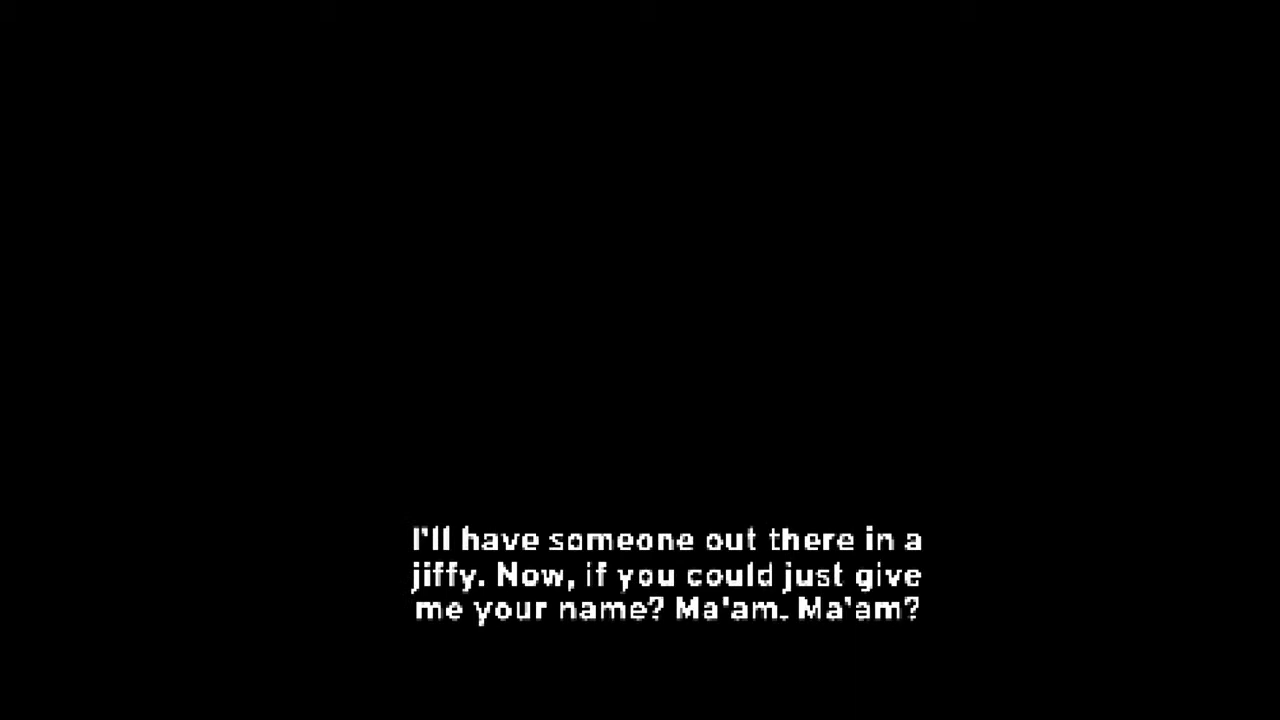 I'll have someone out there in a
jiffy. Now, if you could just give
me your name? Ma'am. Ma'am?